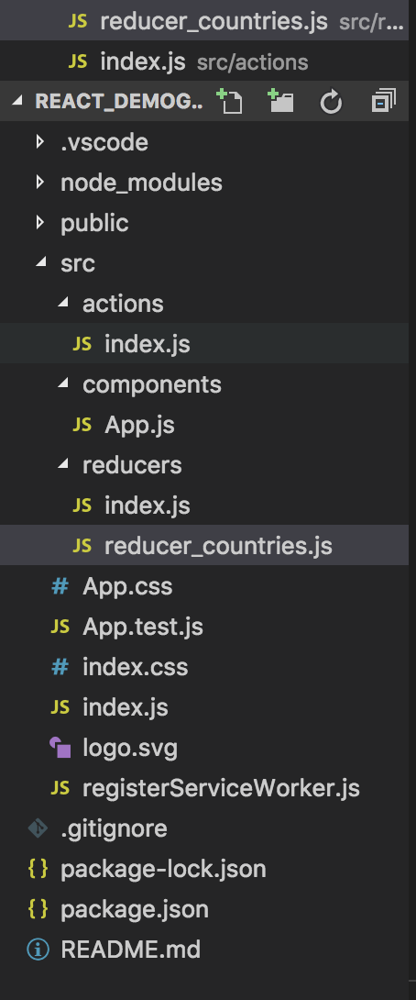 JS reducer_countries.js src/r...
JS index.js src/actions
REACT_DEMOG..
.vscode
node_modules
public
src
actions
JS index.js
components
JS App.js
reducers
JS index.js
JS reducer_countries.js
# App.css
JS App.test.js
# index.css
JS index.js
logo.svg
JS registerServiceWorker.js
.gitignore
{ } package-lock.json
{ } package.json
README.md